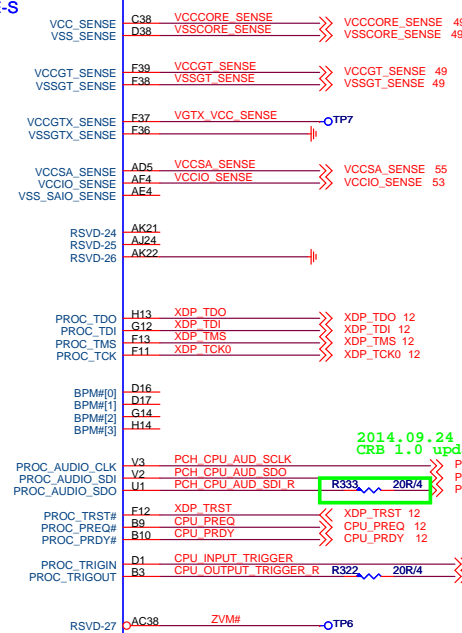 -S
VCC_SENSE C38 VCCCORE_SENSE VCCCORE_SENSE 49
VSS_SENSE D38 VSSCORE_SENSE VSSCORE_SENSE 49
VCCGT_SENSE F39 VCCGT_SENSE VCCGT_SENSE 49
VSSGT_SENSE F38 VSSGT_SENSE VSSGT_SENSE 49
VCCGTX_SENSE F37 VGTX_VCC_SENSE TP7
VSSGTX_SENSE F36
VCCSA_SENSE AD5 VCCSA_SENSE VCCSA_SENSE 55
VCCIO_SENSE AF4 VCCIO_SENSE VCCIO_SENSE 53
VSS_SAIO_SENSE AE4
RSVD-24 AK21
RSVD-25 AJ24
RSVD-26 AK22
PROC_TDO H13 XDP_TDO XDP_TDO 12
PROC_TDI G12 XDP_TDI XDP_TDI 12
PROC_TMS F13 XDP_TMS XDP_TMS 12
PROC_TCK F11 XDP_TCK0 XDP_TCK0 12
BPM#[0] D16
BPM#[1] D17
BPM#[2] G14
BPM#[3] H14
2014.09.24
CRB 1.0 upd
PROC_AUDIO_CLK V3 PCH_CPU_AUD_SCLK P
PROC_AUDIO_SDI V2 PCH_CPU_AUD_SDO P
PROC_AUDIO_SDO U1 PCH_CPU_AUD_SDI_R R333 20R/4 P
PROC_TRST# F12 XDP_TRST XDP_TRST 12
PROC_PREQ# B9 CPU_PREQ CPU_PREQ 12
PROC_PRDY# B10 CPU_PRDY CPU_PRDY 12
PROC_TRIGIN D1 CPU_INPUT_TRIGGER
PROC_TRIGOUT B3 CPU_OUTPUT_TRIGGER_R R322 20R/4
RSVD-27 AC38 ZVM# TP6